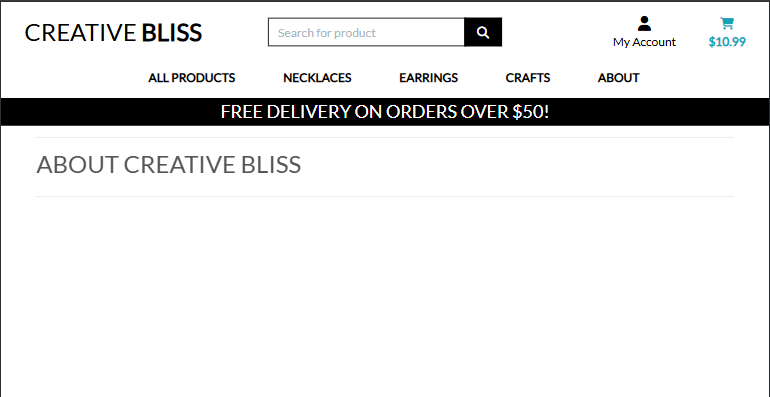 CREATIVE BLISS
Search for product
My Account
$10.99
ALL PRODUCTS NECKLACES EARRINGS CRAFTS ABOUT
FREE DELIVERY ON ORDERS OVER $50!
ABOUT CREATIVE BLISS